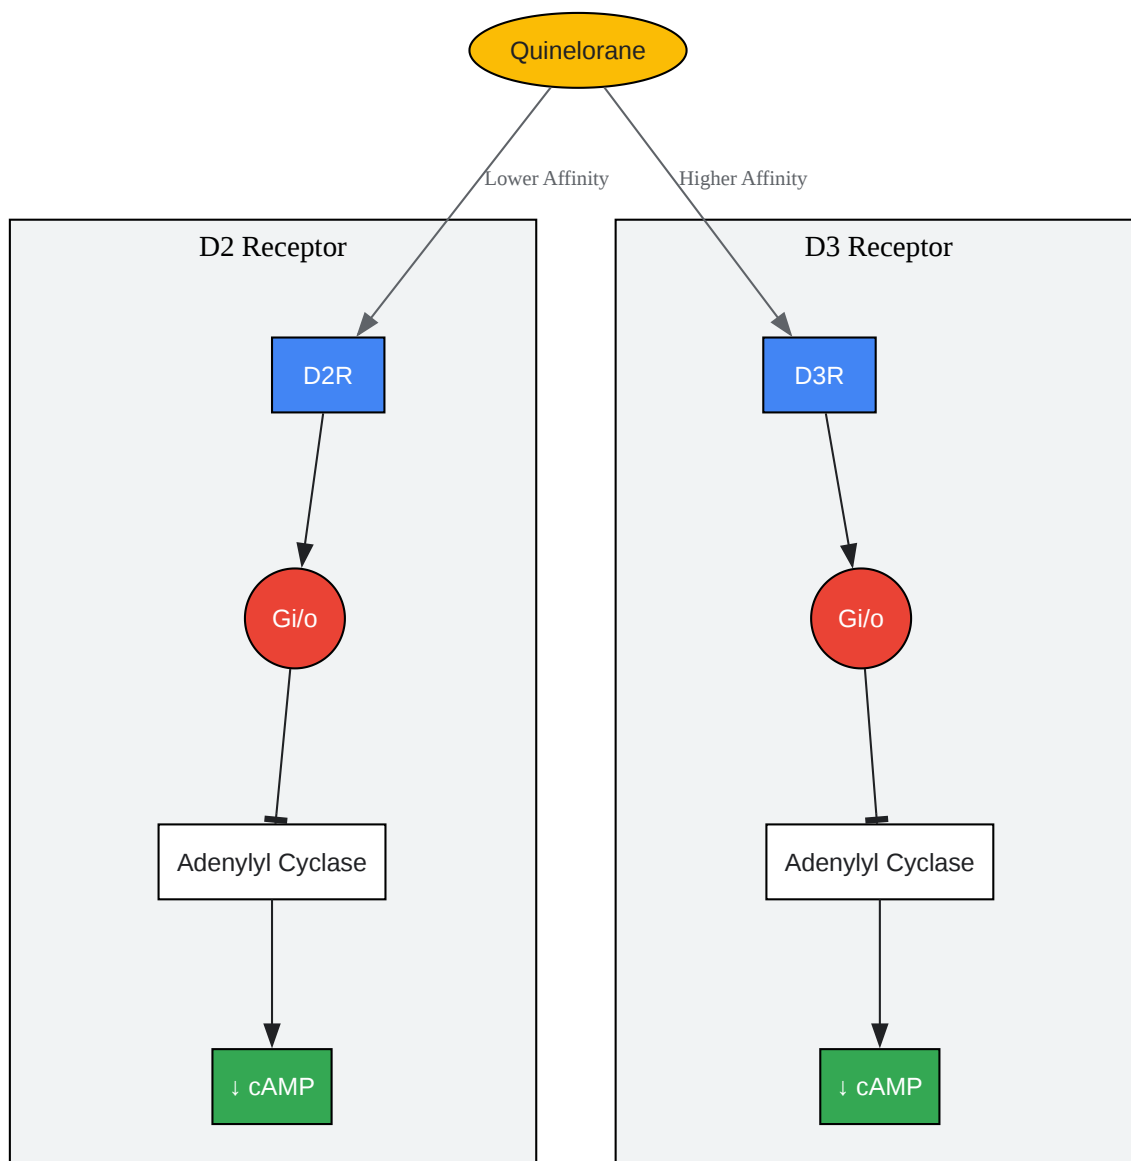 Quinelorane
Lower Affinity
Higher Affinity
D2 Receptor
D3 Receptor
D2R
D3R
Gi/o
Gi/o
Adenylyl Cyclase
Adenylyl Cyclase
↓ cAMP
↓ cAMP